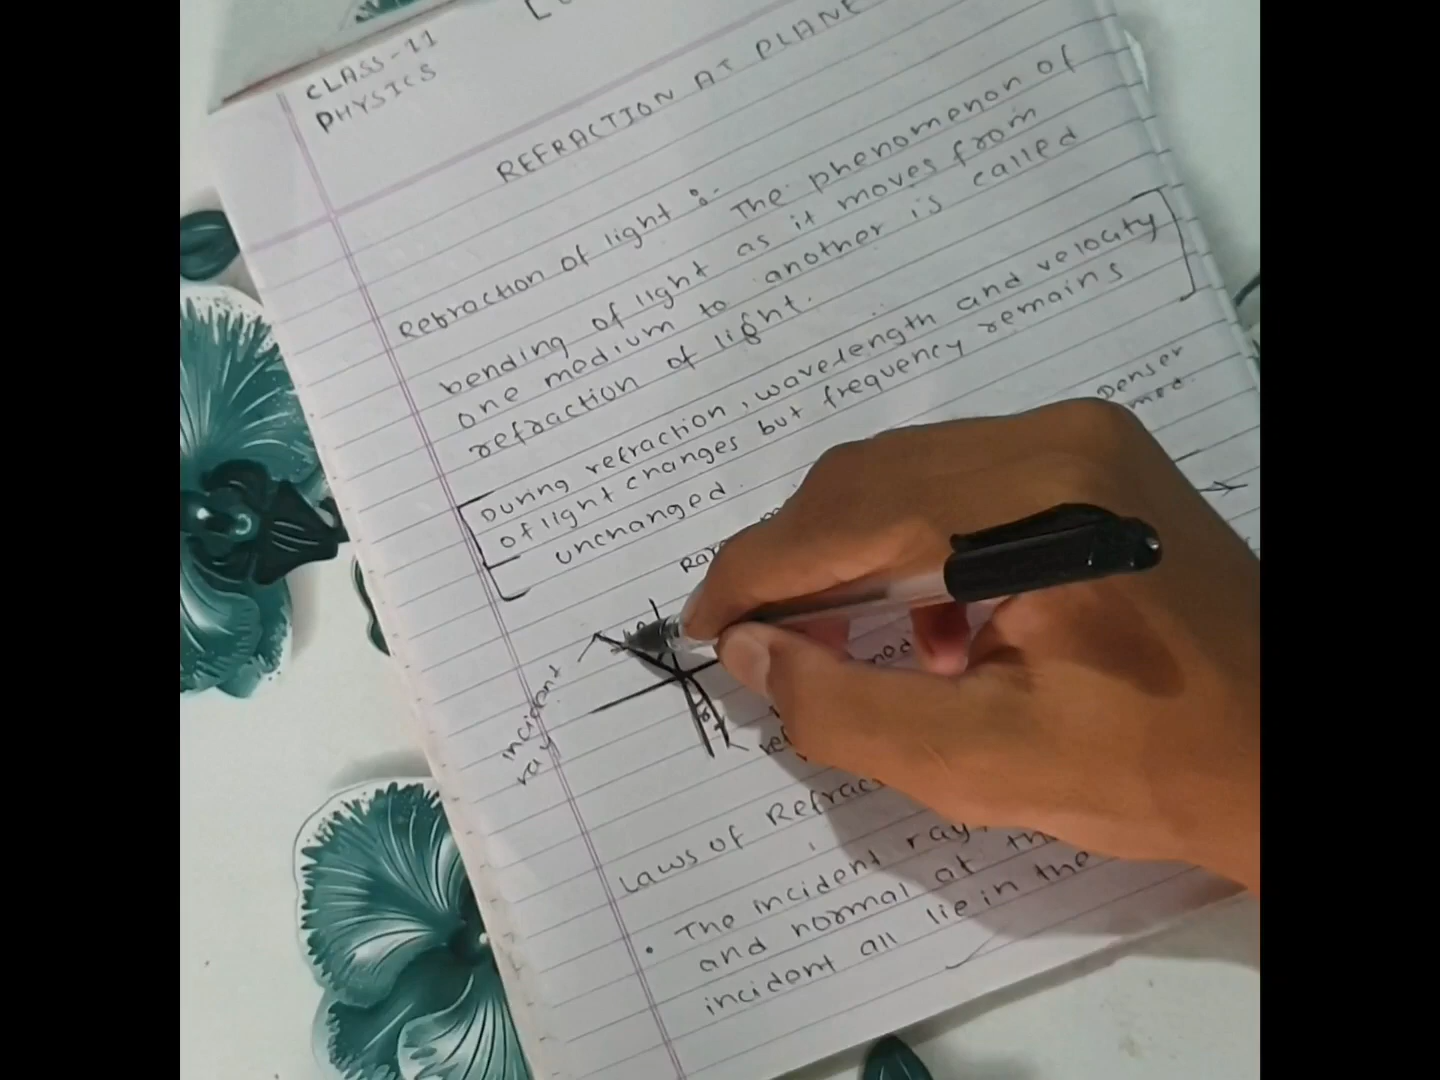 CLASS-11
PHYSICS
REFRACTION AT PLANE
Refraction of light :-
The phenomenon of
bending of light as it moves from
one medium to another is called
refraction of light.
During refraction, wavelength and velocity
of light changes but frequency remains
unchanged.
Denser
med.
incident
ray
r
Laws of
• The incident ray,
and normal at
incident all lie in the